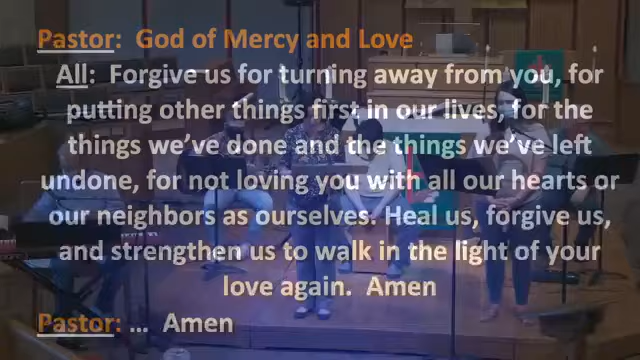 Pastor: God of Mercy and Love
All: Forgive us for turning away from you, for
putting other things first in our lives, for the
things we've done and the things we've left
undone, for not loving you with all our hearts or
our neighbors as ourselves. Heal us, forgive us,
and strengthen us to walk in the light of your
love again. Amen
Pastor: ... Amen